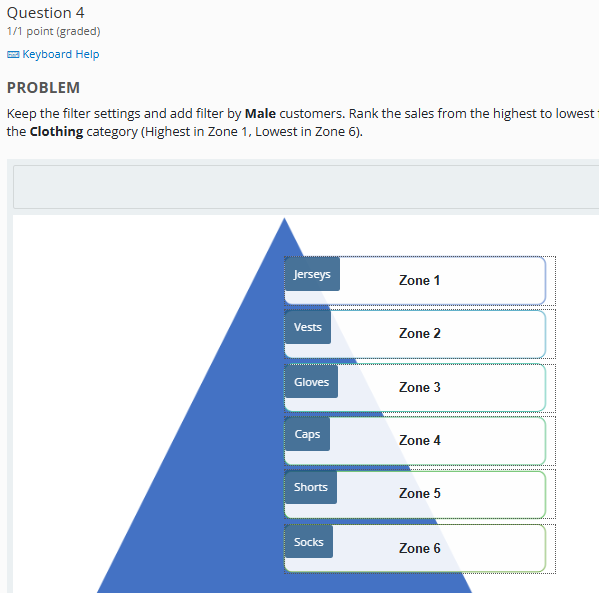 Question 4
1/1 point (graded)
Keyboard Help
PROBLEM
Keep the filter settings and add filter by Male customers. Rank the sales from the highest to lowest
the Clothing category (Highest in Zone 1, Lowest in Zone 6).
Jerseys
Zone 1
Vests
Zone 2
Gloves
Zone 3
Caps
Zone 4
Shorts
Zone 5
Socks
Zone 6